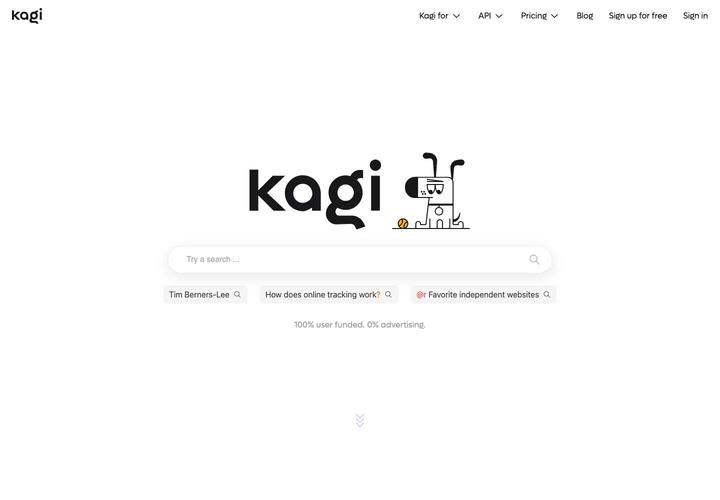 kagi
Kagi for
API
Pricing
Blog
Sign up for free
Sign in
kagi
Try a search ...
Tim Berners-Lee
How does online tracking work?
@r Favorite independent websites
100% user funded. 0% advertising.